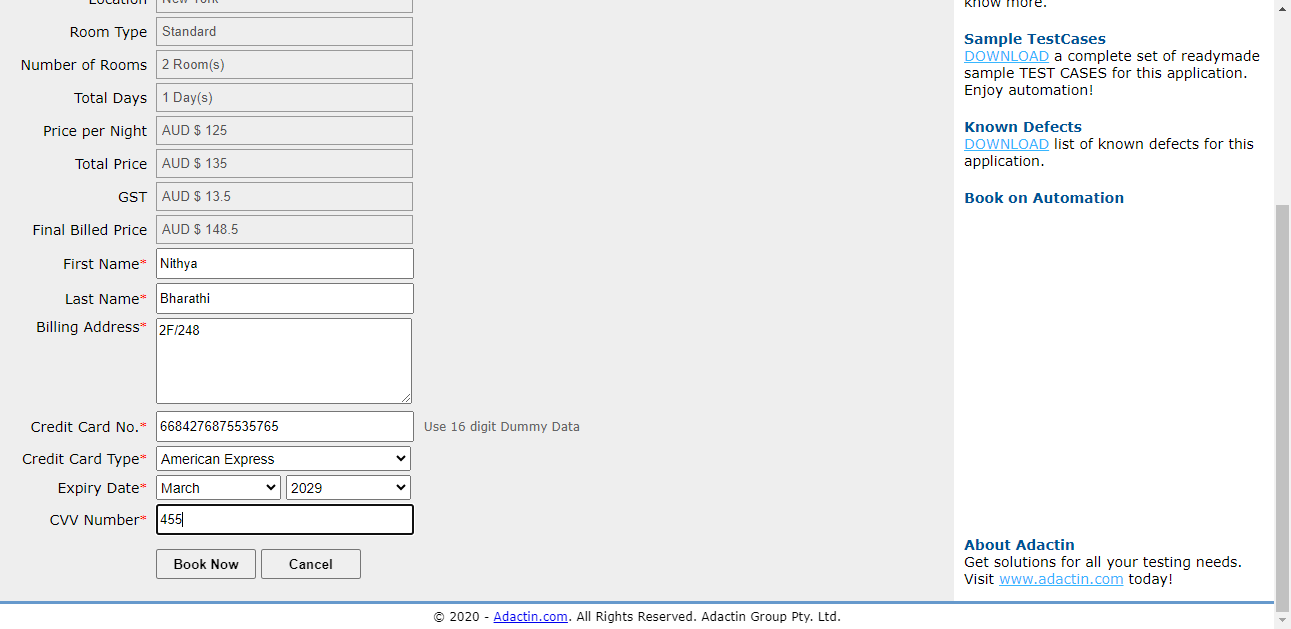 Location New York
Room Type Standard
Number of Rooms 2 Room(s)
Total Days 1 Day(s)
Price per Night AUD $ 125
Total Price AUD $ 135
GST AUD $ 13.5
Final Billed Price AUD $ 148.5
First Name* Nithya
Last Name* Bharathi
Billing Address* 2F/248
Credit Card No.* 6684276875535765 Use 16 digit Dummy Data
Credit Card Type* American Express
Expiry Date* March 2029
CVV Number* 455
Book Now Cancel
know more.
Sample TestCases
DOWNLOAD a complete set of readymade
sample TEST CASES for this application.
Enjoy automation!
Known Defects
DOWNLOAD list of known defects for this
application.
Book on Automation
About Adactin
Get solutions for all your testing needs.
Visit www.adactin.com today!
© 2020 - Adactin.com. All Rights Reserved. Adactin Group Pty. Ltd.